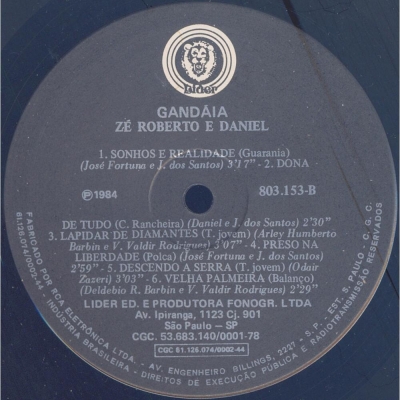 Lider
GANDÁIA
ZÉ ROBERTO E DANIEL
1. SONHOS E REALIDADE (Guarania)
(José Fortuna e J. dos Santos) 3'17" - 2. DONA
℗ 1984
803.153-B
DE TUDO (C. Rancheira) (Daniel e J. dos Santos) 2'30"
3. LAPIDAR DE DIAMANTES (T. jovem) (Arley Humberto
Barbin e V. Valdir Rodrigues) 3'07" - 4. PRESO NA
LIBERDADE (Polca) (José Fortuna e J. dos Santos)
2'59" - 5. DESCENDO A SERRA (T. jovem) (Odair
Zazeri) 3'03" - 6. VELHA PALMEIRA (Balanço)
(Deldebio R. Barbin e V. Valdir Rodrigues) 2'29"
LIDER ED. E PRODUTORA FONOGR. LTDA
Av. Ipiranga, 1123 Cj. 901
São Paulo - SP
CGC. 53.683.140/0001-78
CGC 61.126.074/0002-44
FABRICADO POR RCA ELETRÔNICA LTDA. - AV. ENGENHEIRO BILLINGS, 2227 - S.P. - EST. S. PAULO - C.G.C.
61.126.074/0002-44 - INDÚSTRIA BRASILEIRA - DIREITOS DE EXECUÇÃO PÚBLICA E RADIOTRANSMISSÃO RESERVADOS